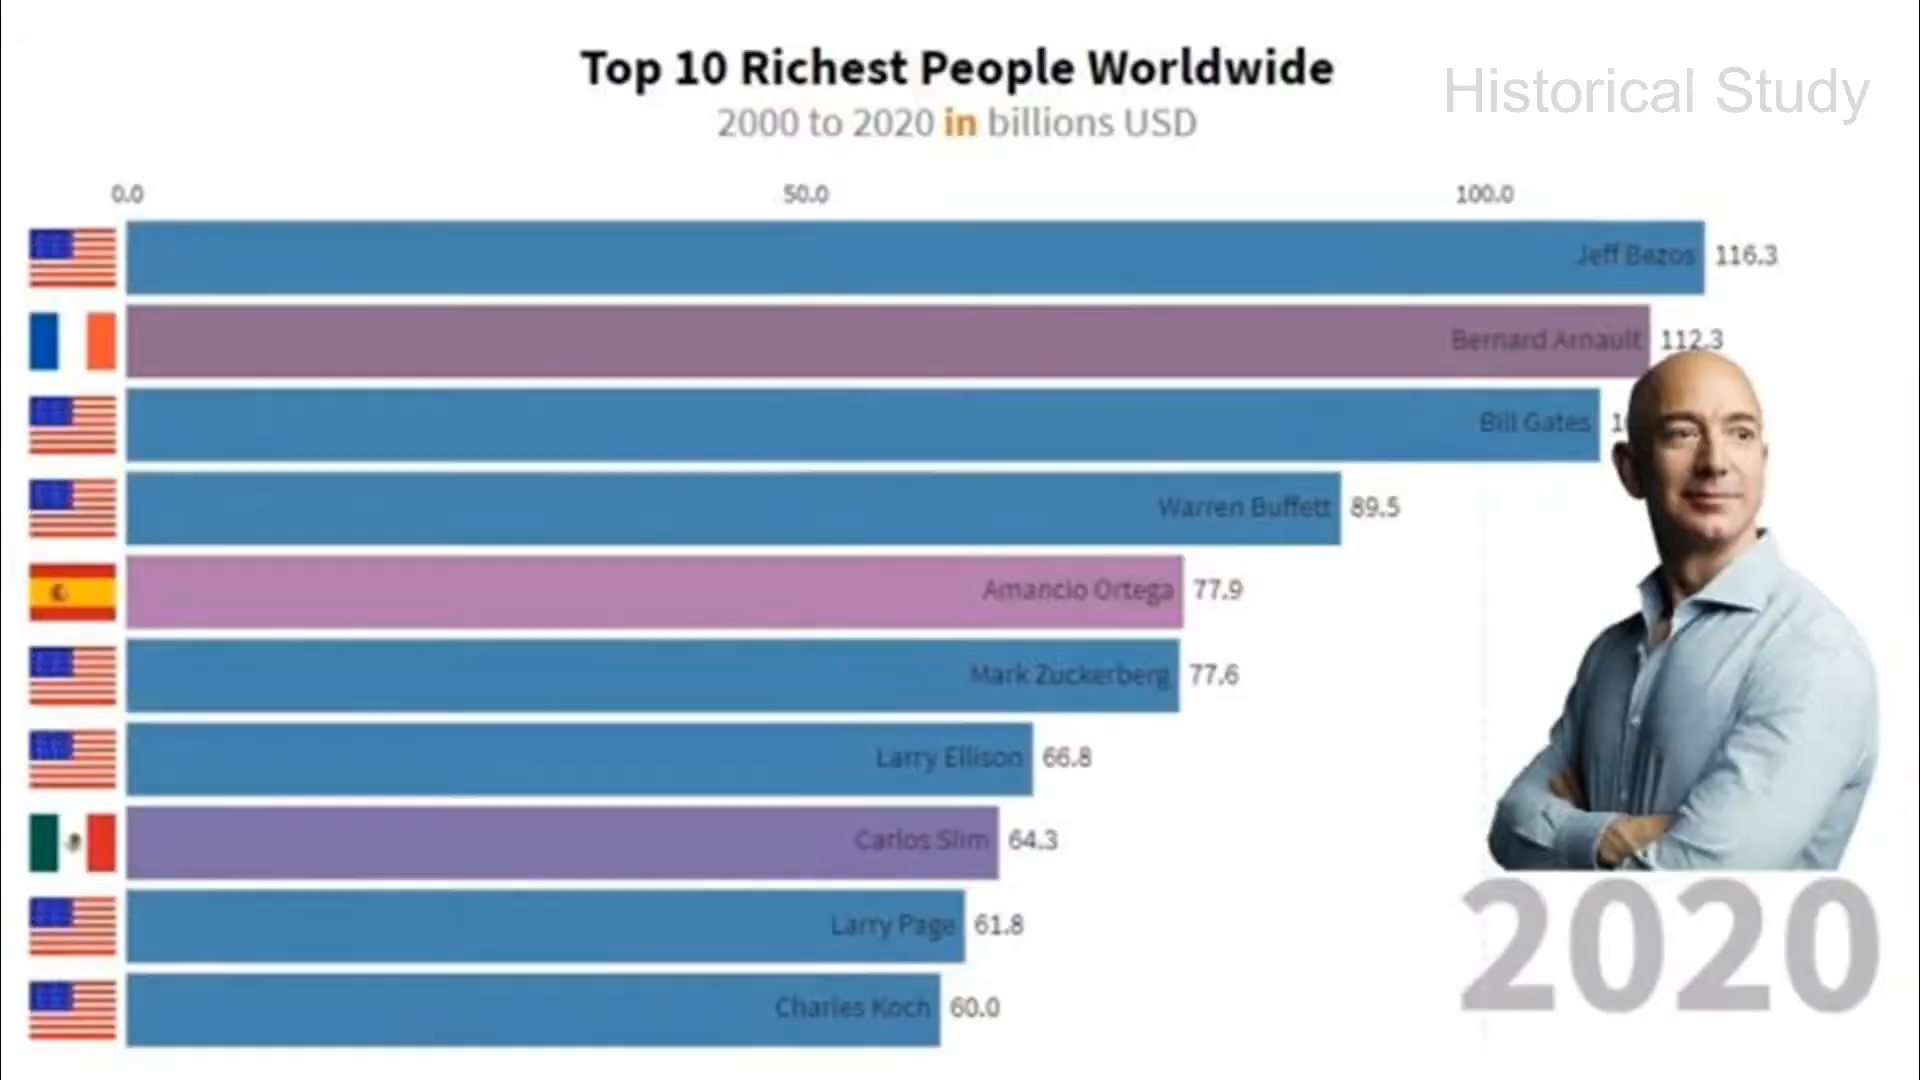 Top 10 Richest People Worldwide
Historical Study
2000 to 2020 in billions USD
0.0 50.0 100.0
Jeff Bezos 116.3
Bernard Arnault 112.3
Bill Gates
Warren Buffett 89.5
Amancio Ortega 77.9
Mark Zuckerberg 77.6
Larry Ellison 66.8
Carlos Slim 64.3
Larry Page 61.8
Charles Koch 60.0
2020